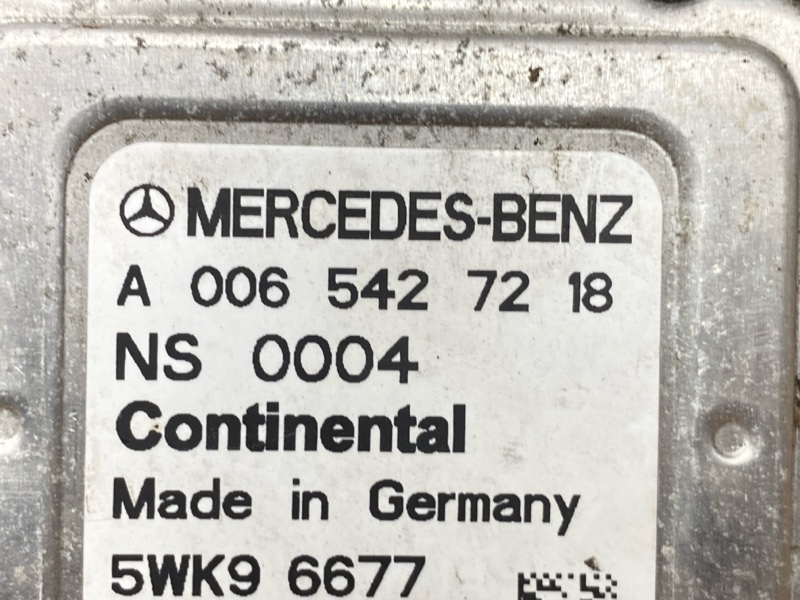 MERCEDES-BENZ
A 006 542 72 18
NS 0004
Continental
Made in Germany
5WK9 6677